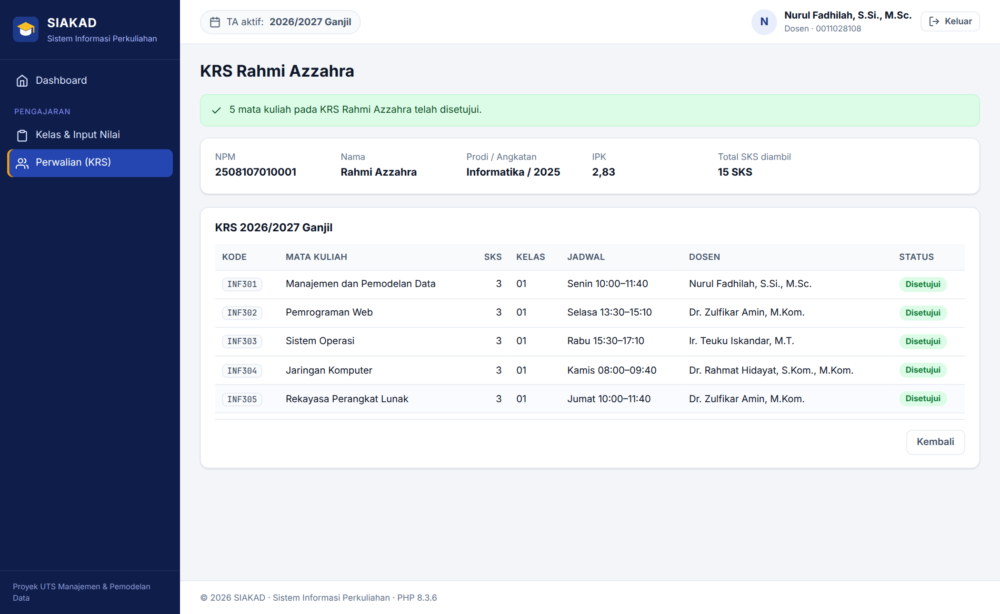 SIAKAD
Sistem Informasi Perkuliahan
Dashboard
PENGAJARAN
Kelas & Input Nilai
Perwalian (KRS)
Proyek UTS Manajemen & Pemodelan
Data
TA aktif: 2026/2027 Ganjil
N
Nurul Fadhilah, S.Si., M.Sc.
Dosen · 0011028108
Keluar
KRS Rahmi Azzahra
5 mata kuliah pada KRS Rahmi Azzahra telah disetujui.
NPM Nama Prodi / Angkatan IPK Total SKS diambil
2508107010001 Rahmi Azzahra Informatika / 2025 2,83 15 SKS
KRS 2026/2027 Ganjil
KODE MATA KULIAH SKS KELAS JADWAL DOSEN STATUS
INF301 Manajemen dan Pemodelan Data 3 01 Senin 10:00–11:40 Nurul Fadhilah, S.Si., M.Sc. Disetujui
INF302 Pemrograman Web 3 01 Selasa 13:30–15:10 Dr. Zulfikar Amin, M.Kom. Disetujui
INF303 Sistem Operasi 3 01 Rabu 15:30–17:10 Ir. Teuku Iskandar, M.T. Disetujui
INF304 Jaringan Komputer 3 01 Kamis 08:00–09:40 Dr. Rahmat Hidayat, S.Kom., M.Kom. Disetujui
INF305 Rekayasa Perangkat Lunak 3 01 Jumat 10:00–11:40 Dr. Zulfikar Amin, M.Kom. Disetujui
Kembali
© 2026 SIAKAD · Sistem Informasi Perkuliahan · PHP 8.3.6